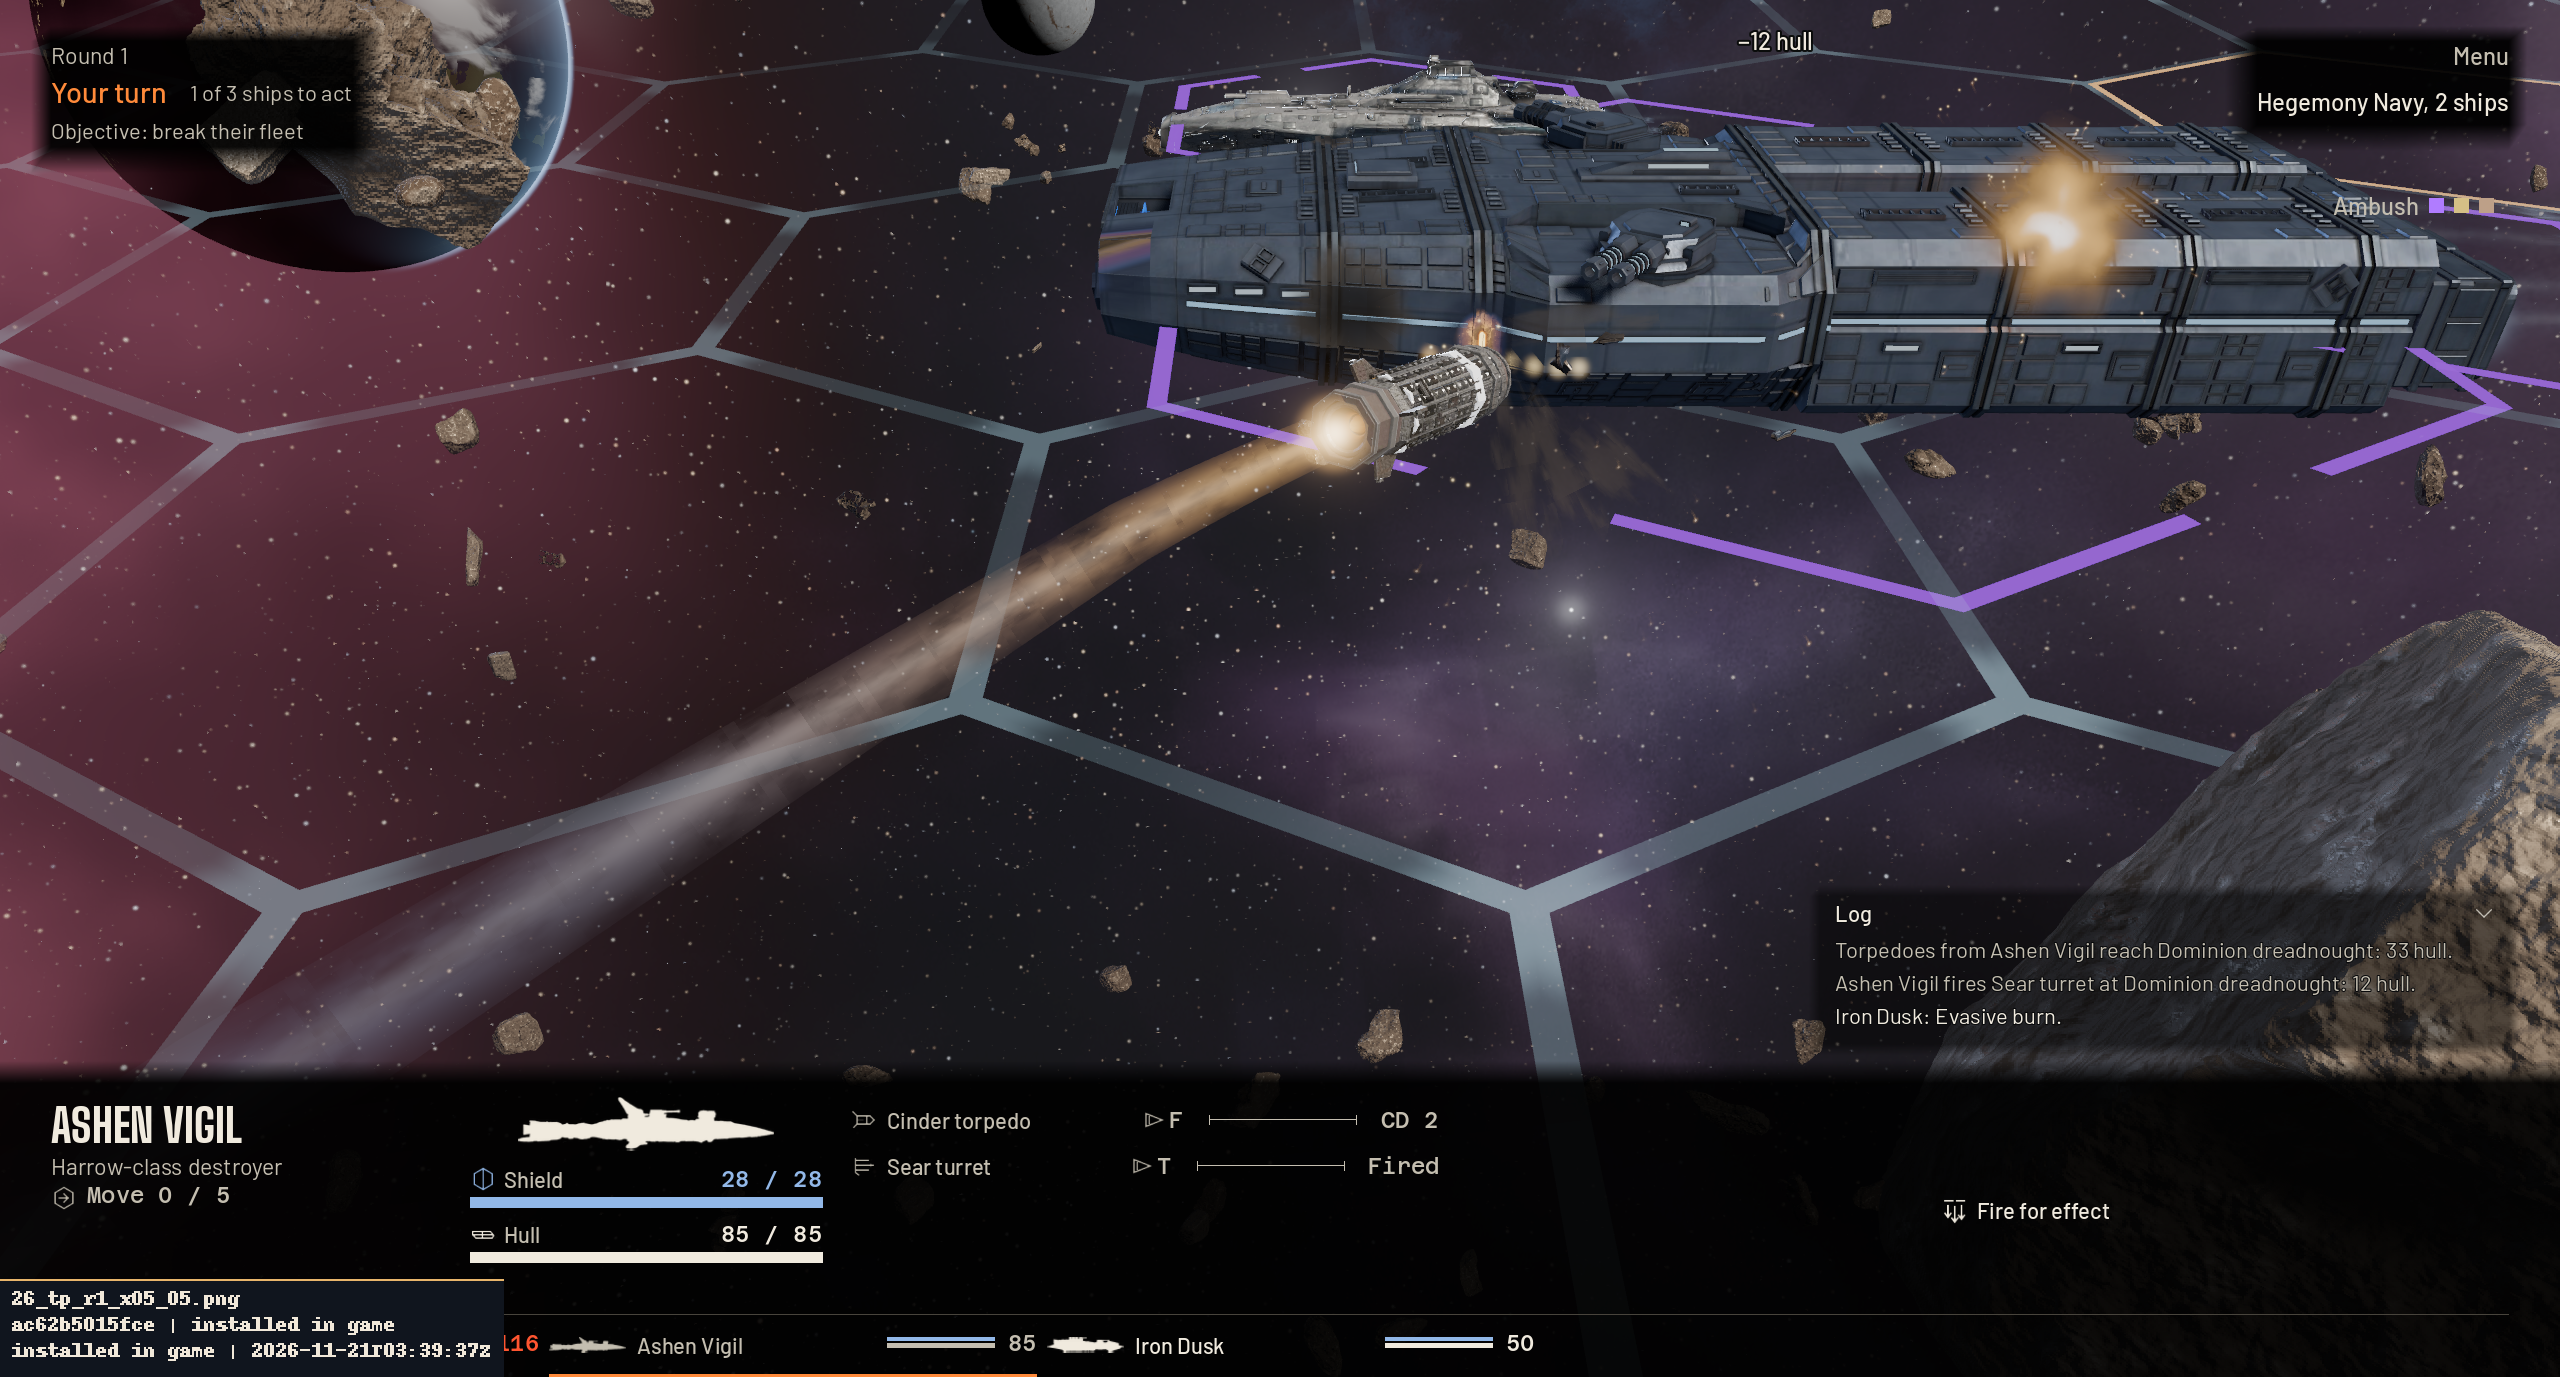 Round 1
Your turn 1 of 3 ships to act
Objective: break their fleet
−12 hull
Menu
Hegemony Navy, 2 ships
Ambush
Log
Torpedoes from Ashen Vigil reach Dominion dreadnought: 33 hull.
Ashen Vigil fires Sear turret at Dominion dreadnought: 12 hull.
Iron Dusk: Evasive burn.
ASHEN VIGIL
Harrow-class destroyer
Move 0 / 5
Shield 28 / 28
Hull 85 / 85
Cinder torpedo F CD 2
Sear turret T Fired
Fire for effect
26_tp_r1_x05_05.png
ac62b5015fce | installed in game
installed in game | 2026-11-21r03:39:37z
116 Ashen Vigil 85 Iron Dusk 50